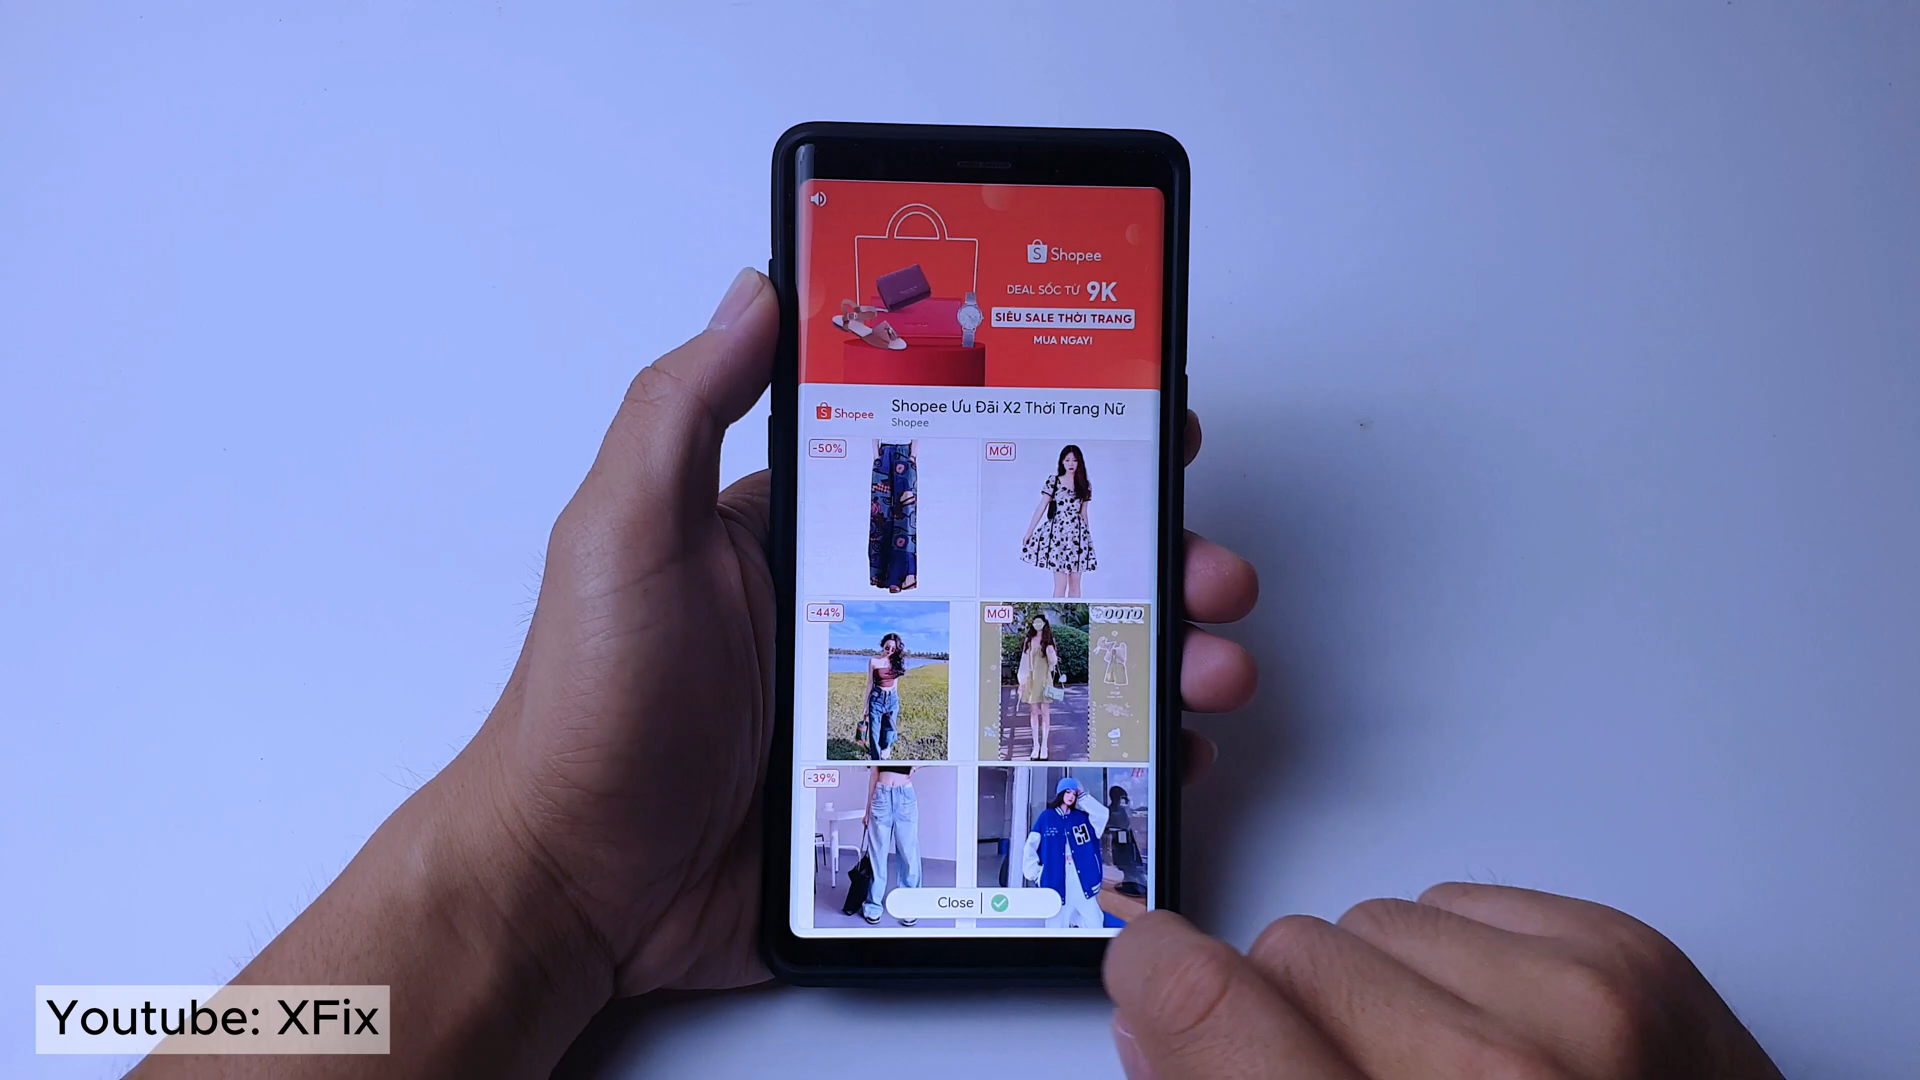 Shopee
DEAL SỐC TỪ 9K
SIÊU SALE THỜI TRANG
MUA NGAY!
Shopee
Shopee Ưu Đãi X2 Thời Trang Nữ
Shopee
-50%
MỚI
-44%
MỚI
OOTD
-39%
H
Close
Youtube: XFix